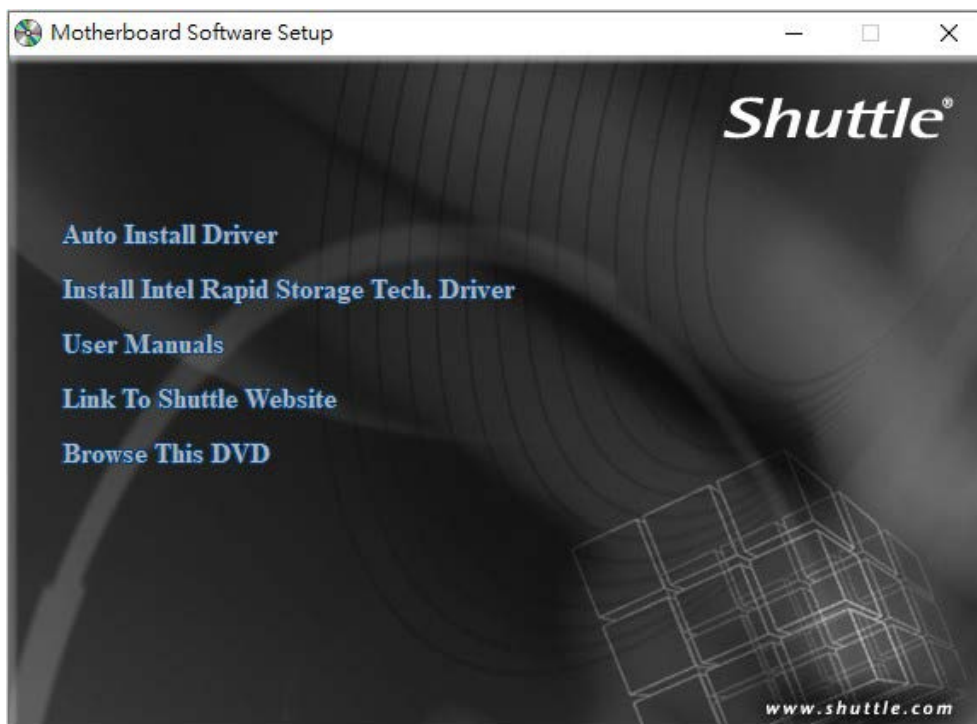 Motherboard Software Setup
Shuttle®
Auto Install Driver
Install Intel Rapid Storage Tech. Driver
User Manuals
Link To Shuttle Website
Browse This DVD
www.shuttle.com